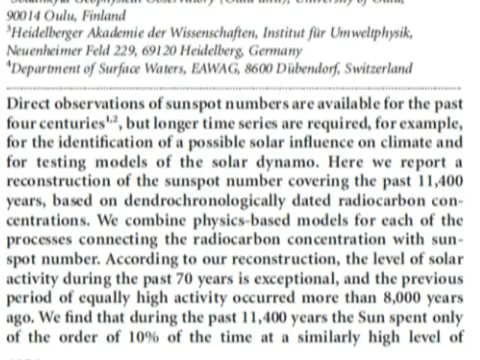 90014 Oulu, Finland
³Heidelberger Akademie der Wissenschaften, Institut für Umweltphysik,
Neuenheimer Feld 229, 69120 Heidelberg, Germany
⁴Department of Surface Waters, EAWAG, 8600 Dübendorf, Switzerland
Direct observations of sunspot numbers are available for the past
four centuries¹,², but longer time series are required, for example,
for the identification of a possible solar influence on climate and
for testing models of the solar dynamo. Here we report a
reconstruction of the sunspot number covering the past 11,400
years, based on dendrochronologically dated radiocarbon con-
centrations. We combine physics-based models for each of the
processes connecting the radiocarbon concentration with sun-
spot number. According to our reconstruction, the level of solar
activity during the past 70 years is exceptional, and the previous
period of equally high activity occurred more than 8,000 years
ago. We find that during the past 11,400 years the Sun spent only
of the order of 10% of the time at a similarly high level of